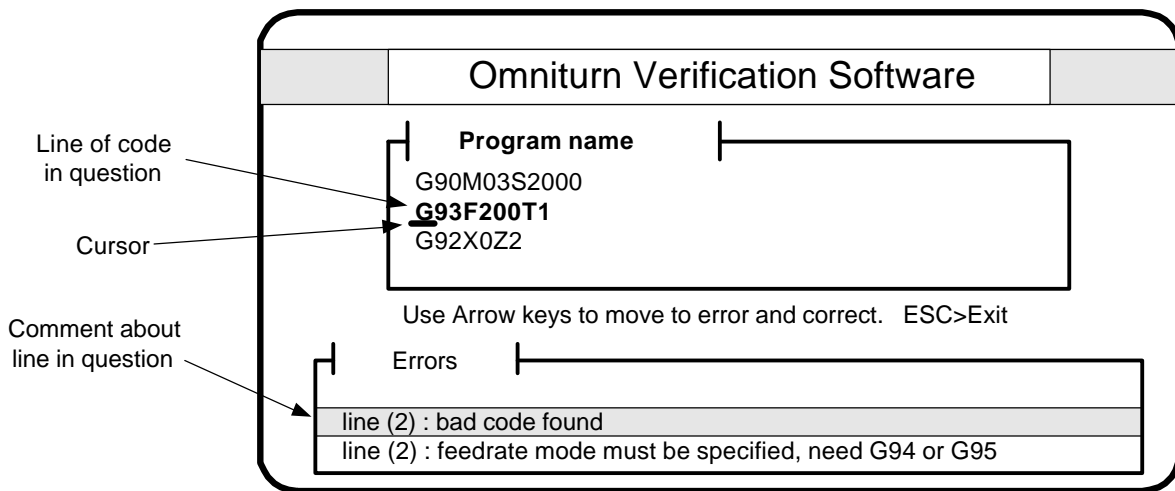 Omniturn Verification Software
Program name
Line of code
in question
G90M03S2000
G93F200T1
Cursor
G92X0Z2
Use Arrow keys to move to error and correct. ESC>Exit
Comment about
line in question
Errors
line (2) : bad code found
line (2) : feedrate mode must be specified, need G94 or G95